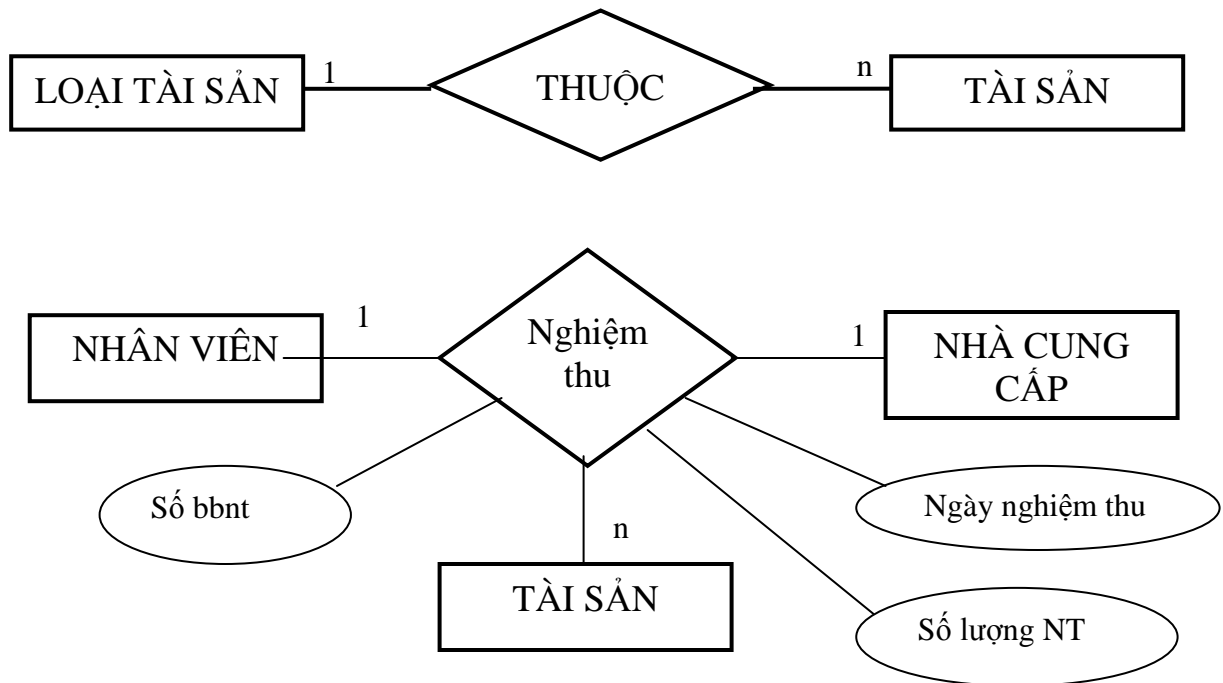 LOẠI TÀI SẢN
1
THUỘC
n
TÀI SẢN
NHÂN VIÊN
1
Nghiệm
thu
1
NHÀ CUNG
CẤP
Số bbnt
Ngày nghiệm thu
n
TÀI SẢN
Số lượng NT